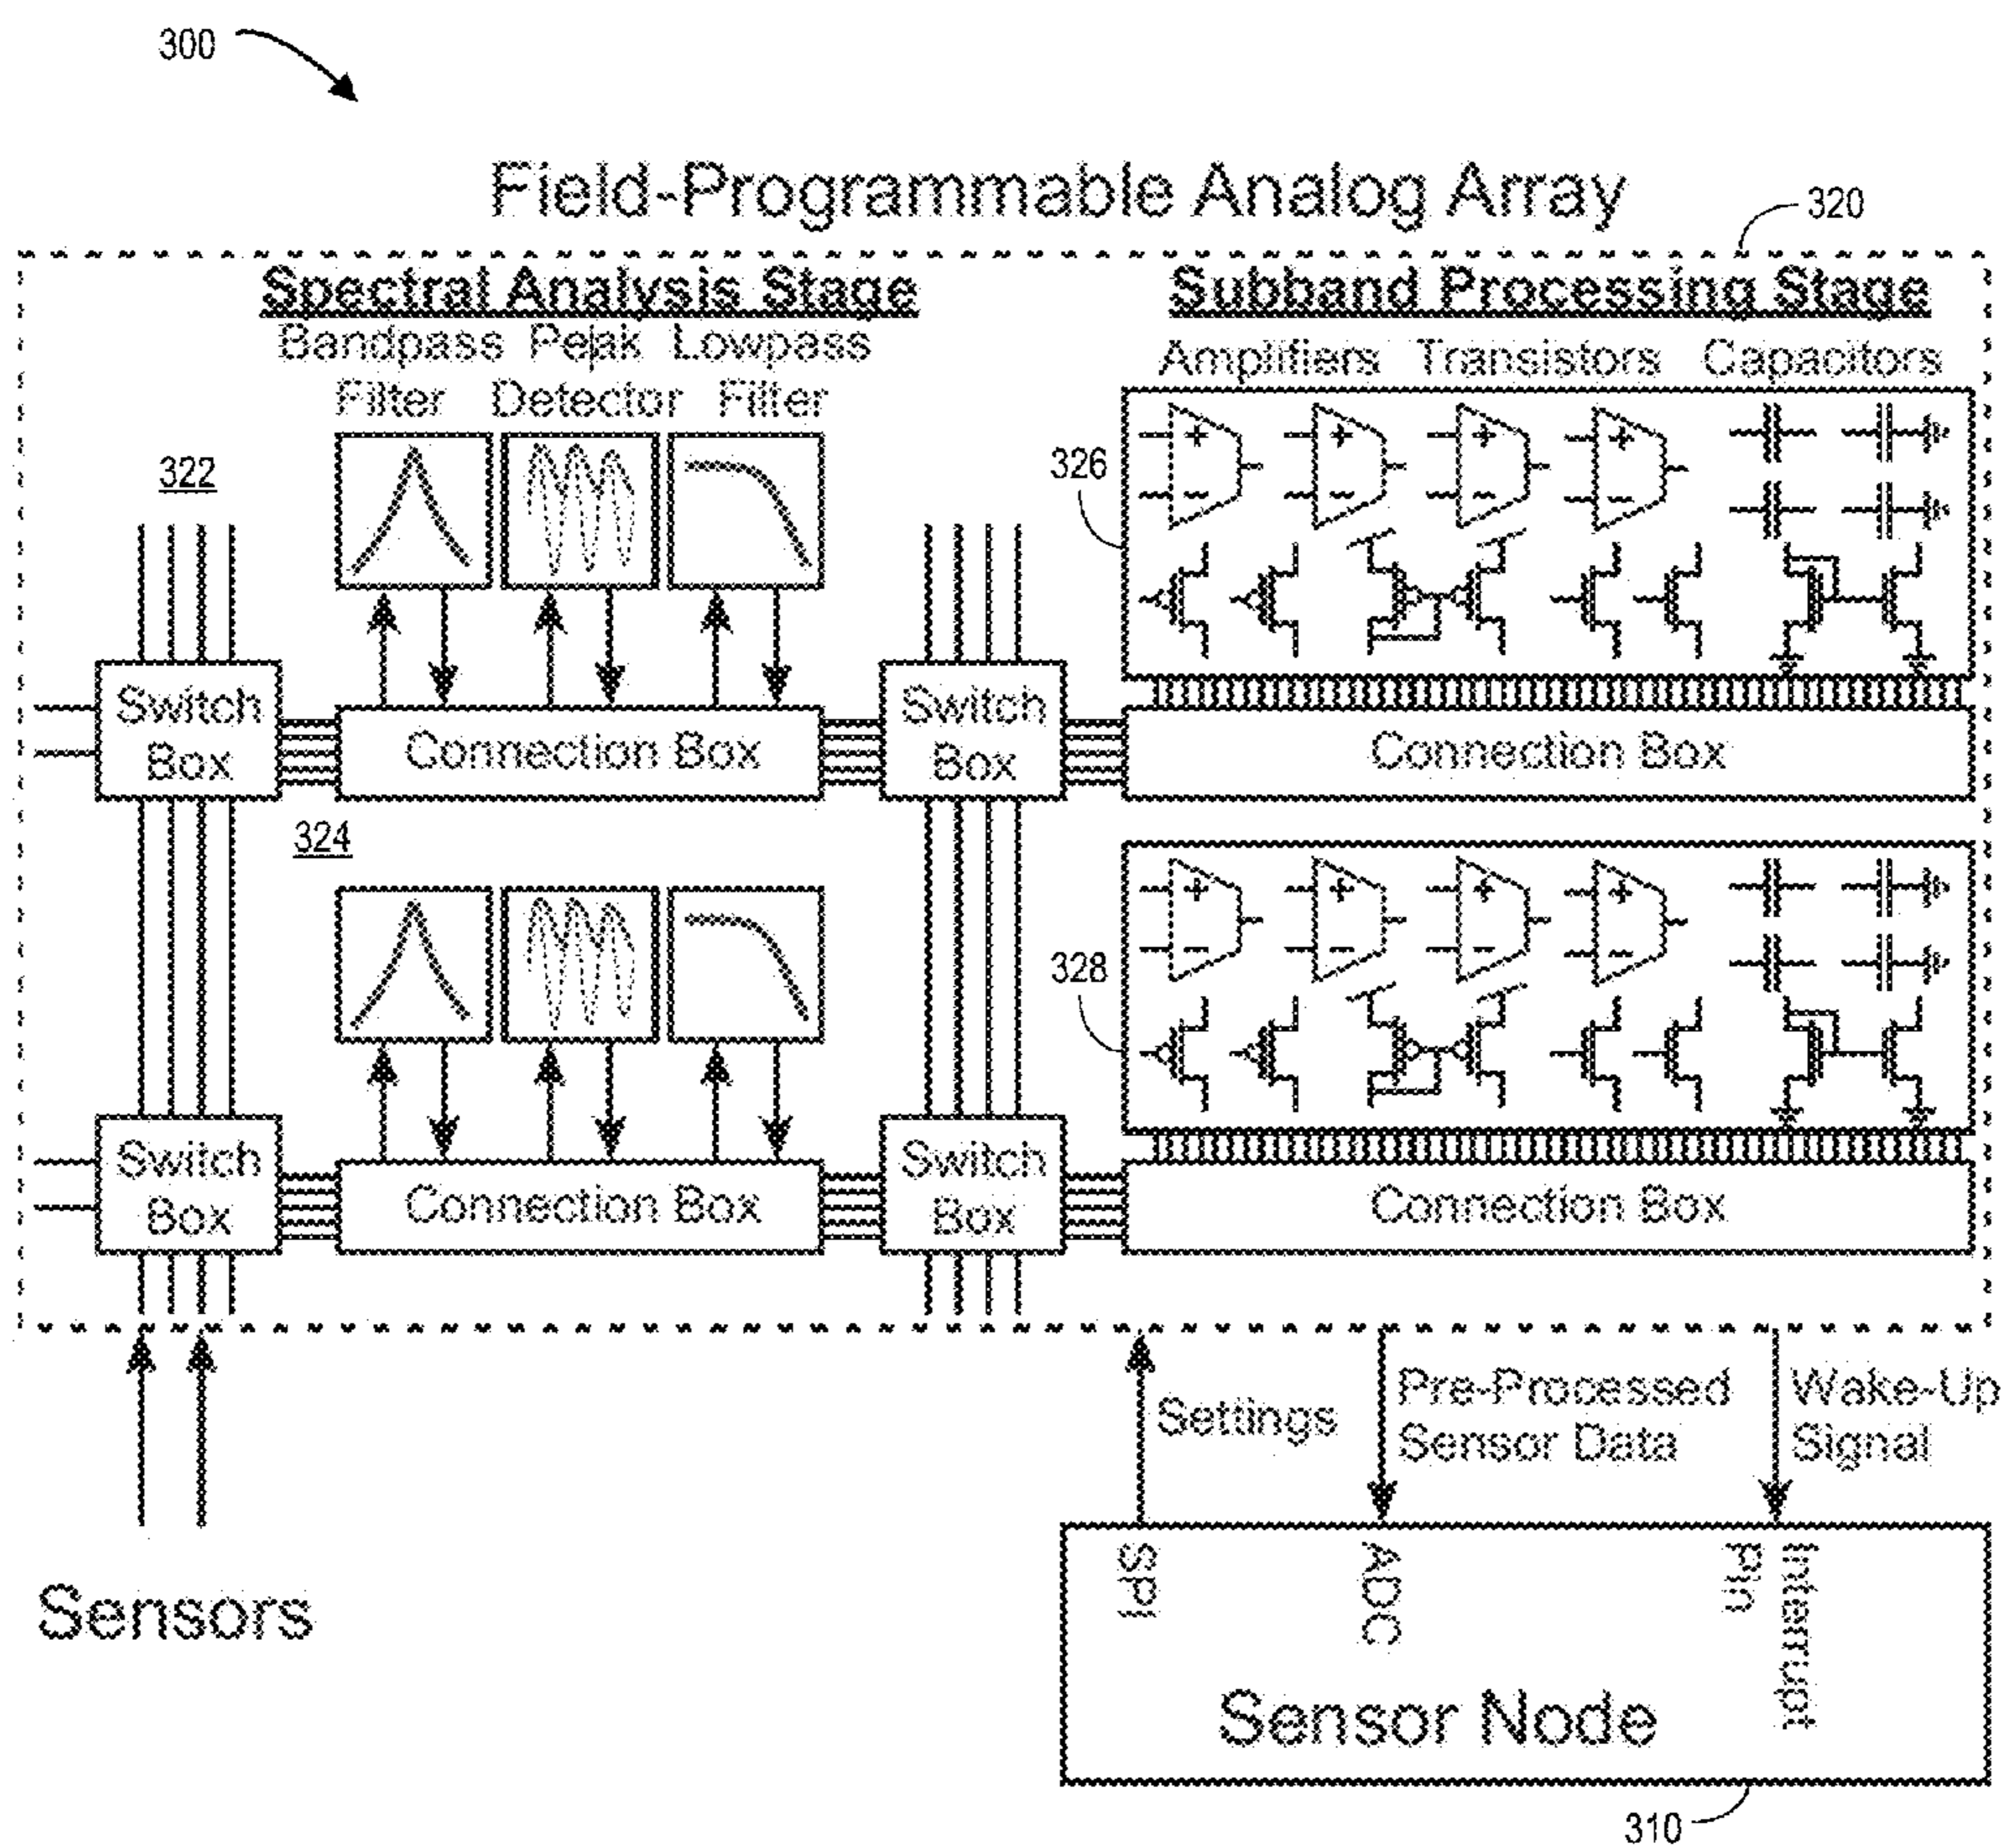 300
Field-Programmable Analog Array
320
Spectral Analysis Stage
Bandpass Peak Lowpass
Filter Detector Filter
Subband Processing Stage
Amplifiers Transistors Capacitors
322
326
Switch
Box
Connection Box
Switch
Box
Connection Box
324
328
Switch
Box
Connection Box
Switch
Box
Connection Box
Settings
Pre-Processed
Sensor Data
Wake-Up
Signal
Sensors
SPI
ADC
Interrupt
Pin
Sensor Node
310